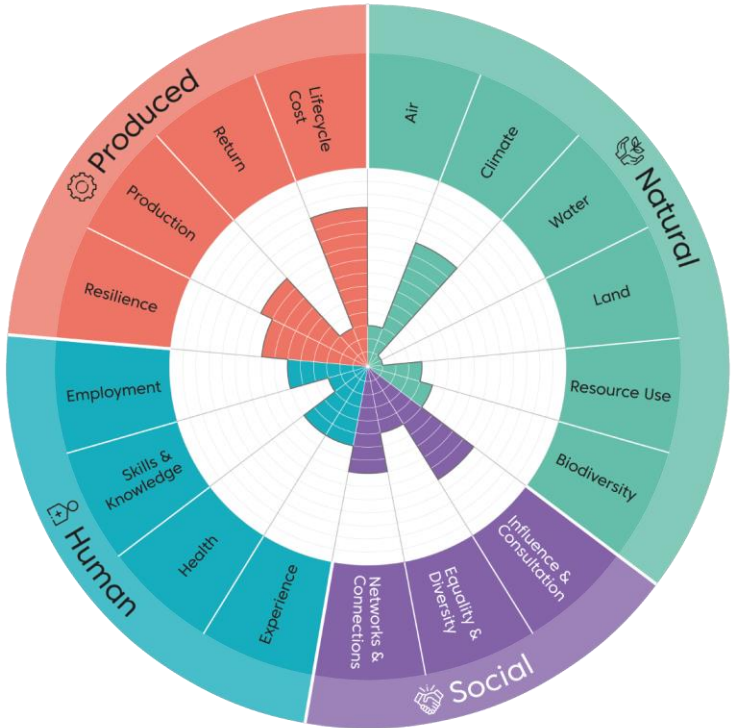 Produced
Lifecycle
Cost
Return
Production
Resilience
Natural
Air
Climate
Water
Land
Resource Use
Biodiversity
Social
Influence &
Consultation
Equality &
Diversity
Networks &
Connections
Human
Experience
Health
Skills &
Knowledge
Employment